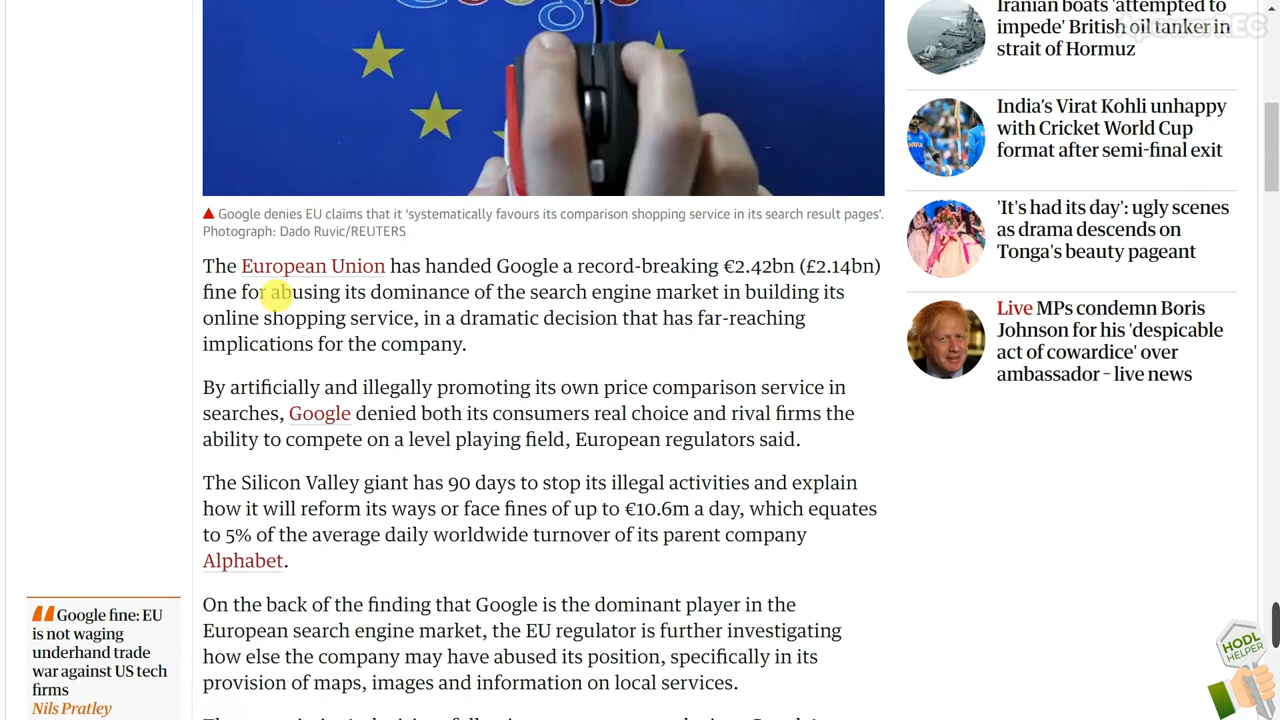 Google
Iranian boats 'attempted to
impede' British oil tanker in
strait of Hormuz
India's Virat Kohli unhappy
with Cricket World Cup
format after semi-final exit
'It's had its day': ugly scenes
as drama descends on
Tonga's beauty pageant
Live MPs condemn Boris
Johnson for his 'despicable
act of cowardice' over
ambassador – live news
Google denies EU claims that it 'systematically favours its comparison shopping service in its search result pages'.
Photograph: Dado Ruvic/REUTERS
The European Union has handed Google a record-breaking €2.42bn (£2.14bn)
fine for abusing its dominance of the search engine market in building its
online shopping service, in a dramatic decision that has far-reaching
implications for the company.
By artificially and illegally promoting its own price comparison service in
searches, Google denied both its consumers real choice and rival firms the
ability to compete on a level playing field, European regulators said.
The Silicon Valley giant has 90 days to stop its illegal activities and explain
how it will reform its ways or face fines of up to €10.6m a day, which equates
to 5% of the average daily worldwide turnover of its parent company
Alphabet.
On the back of the finding that Google is the dominant player in the
European search engine market, the EU regulator is further investigating
how else the company may have abused its position, specifically in its
provision of maps, images and information on local services.
Google fine: EU
is not waging
underhand trade
war against US tech
firms
Nils Pratley
HODL
HELPER